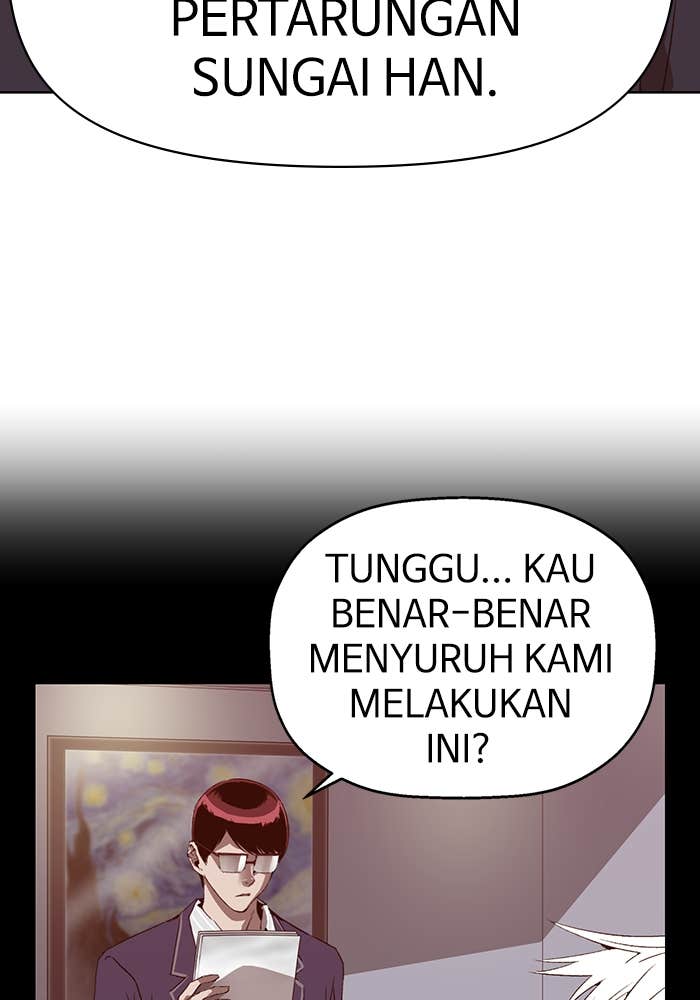 PERTARUNGAN
SUNGAI HAN.
TUNGGU... KAU
BENAR-BENAR
MENYURUH KAMI
MELAKUKAN
INI?